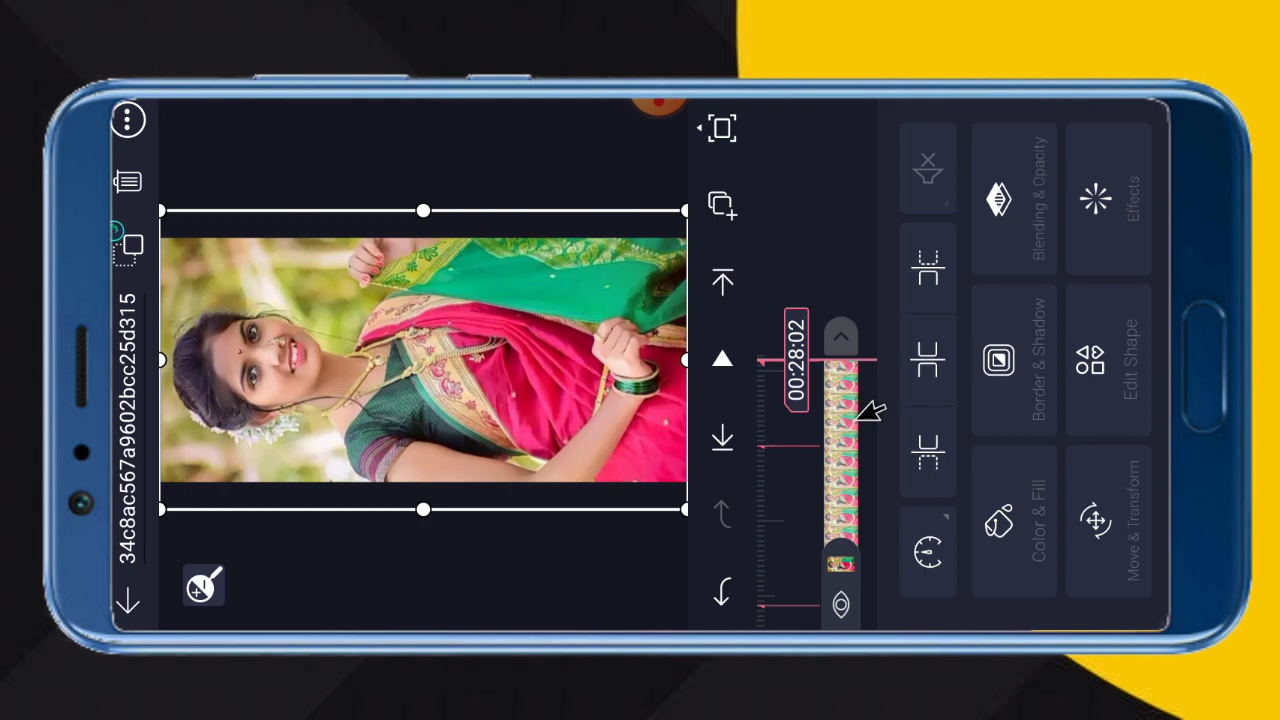 34c8ac567a9602bcc25d315
00:28:02
Color & Fill
Border & Shadow
Blending & Opacity
Move & Transform
Edit Shape
Effects